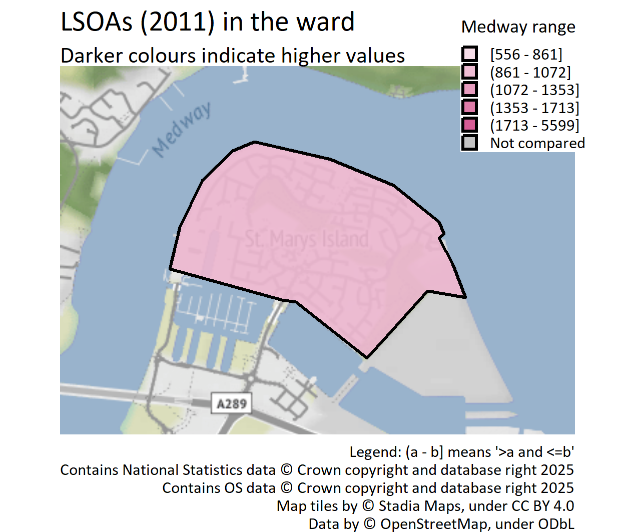 LSOAs (2011) in the ward
Darker colours indicate higher values
Medway range
[556 - 861]
(861 - 1072]
(1072 - 1353]
(1353 - 1713]
(1713 - 5599]
Not compared
Medway
St. Marys Island
A289
Legend: (a - b] means '>a and <=b'
Contains National Statistics data © Crown copyright and database right 2025
Contains OS data © Crown copyright and database right 2025
Map tiles by © Stadia Maps, under CC BY 4.0
Data by © OpenStreetMap, under ODbL